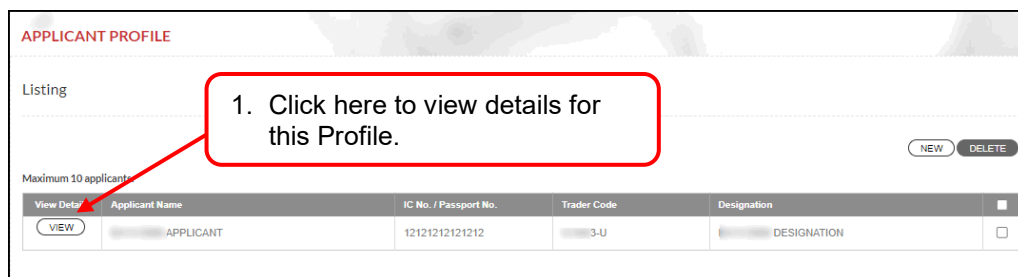 APPLICANT PROFILE
Listing
1. Click here to view details for
this Profile.
NEW DELETE
Maximum 10 applicants
View Details Applicant Name IC No. / Passport No. Trader Code Designation
VIEW APPLICANT 12121212121212 3-U DESIGNATION